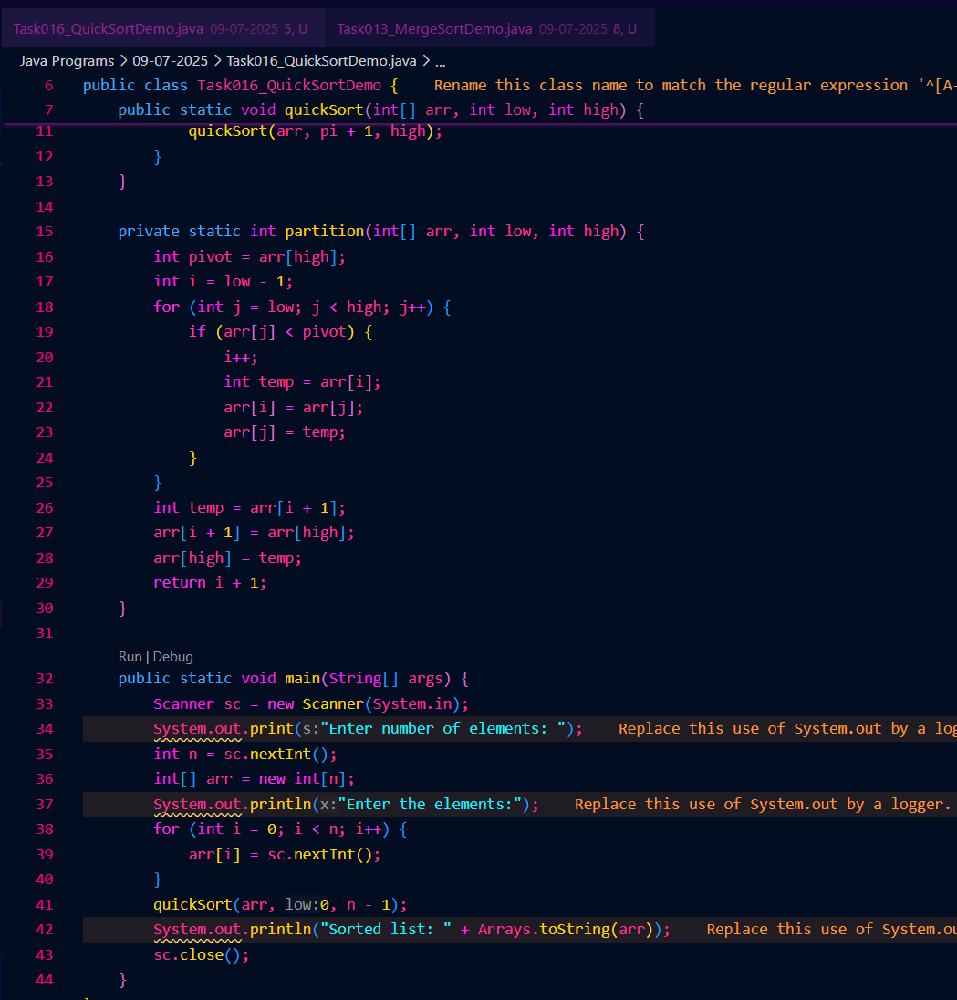 Task016_QuickSortDemo.java 09-07-2025 5, U Task013_MergeSortDemo.java 09-07-2025 8, U
Java Programs > 09-07-2025 > Task016_QuickSortDemo.java > ...
6 public class Task016_QuickSortDemo { Rename this class name to match the regular expression '^[A-
7 public static void quickSort(int[] arr, int low, int high) {
11 quickSort(arr, pi + 1, high);
12 }
13 }
14
15 private static int partition(int[] arr, int low, int high) {
16 int pivot = arr[high];
17 int i = low - 1;
18 for (int j = low; j < high; j++) {
19 if (arr[j] < pivot) {
20 i++;
21 int temp = arr[i];
22 arr[i] = arr[j];
23 arr[j] = temp;
24 }
25 }
26 int temp = arr[i + 1];
27 arr[i + 1] = arr[high];
28 arr[high] = temp;
29 return i + 1;
30 }
31
Run | Debug
32 public static void main(String[] args) {
33 Scanner sc = new Scanner(System.in);
34 System.out.print(s:"Enter number of elements: "); Replace this use of System.out by a log
35 int n = sc.nextInt();
36 int[] arr = new int[n];
37 System.out.println(x:"Enter the elements:"); Replace this use of System.out by a logger.
38 for (int i = 0; i < n; i++) {
39 arr[i] = sc.nextInt();
40 }
41 quickSort(arr, low:0, n - 1);
42 System.out.println("Sorted list: " + Arrays.toString(arr)); Replace this use of System.ou
43 sc.close();
44 }